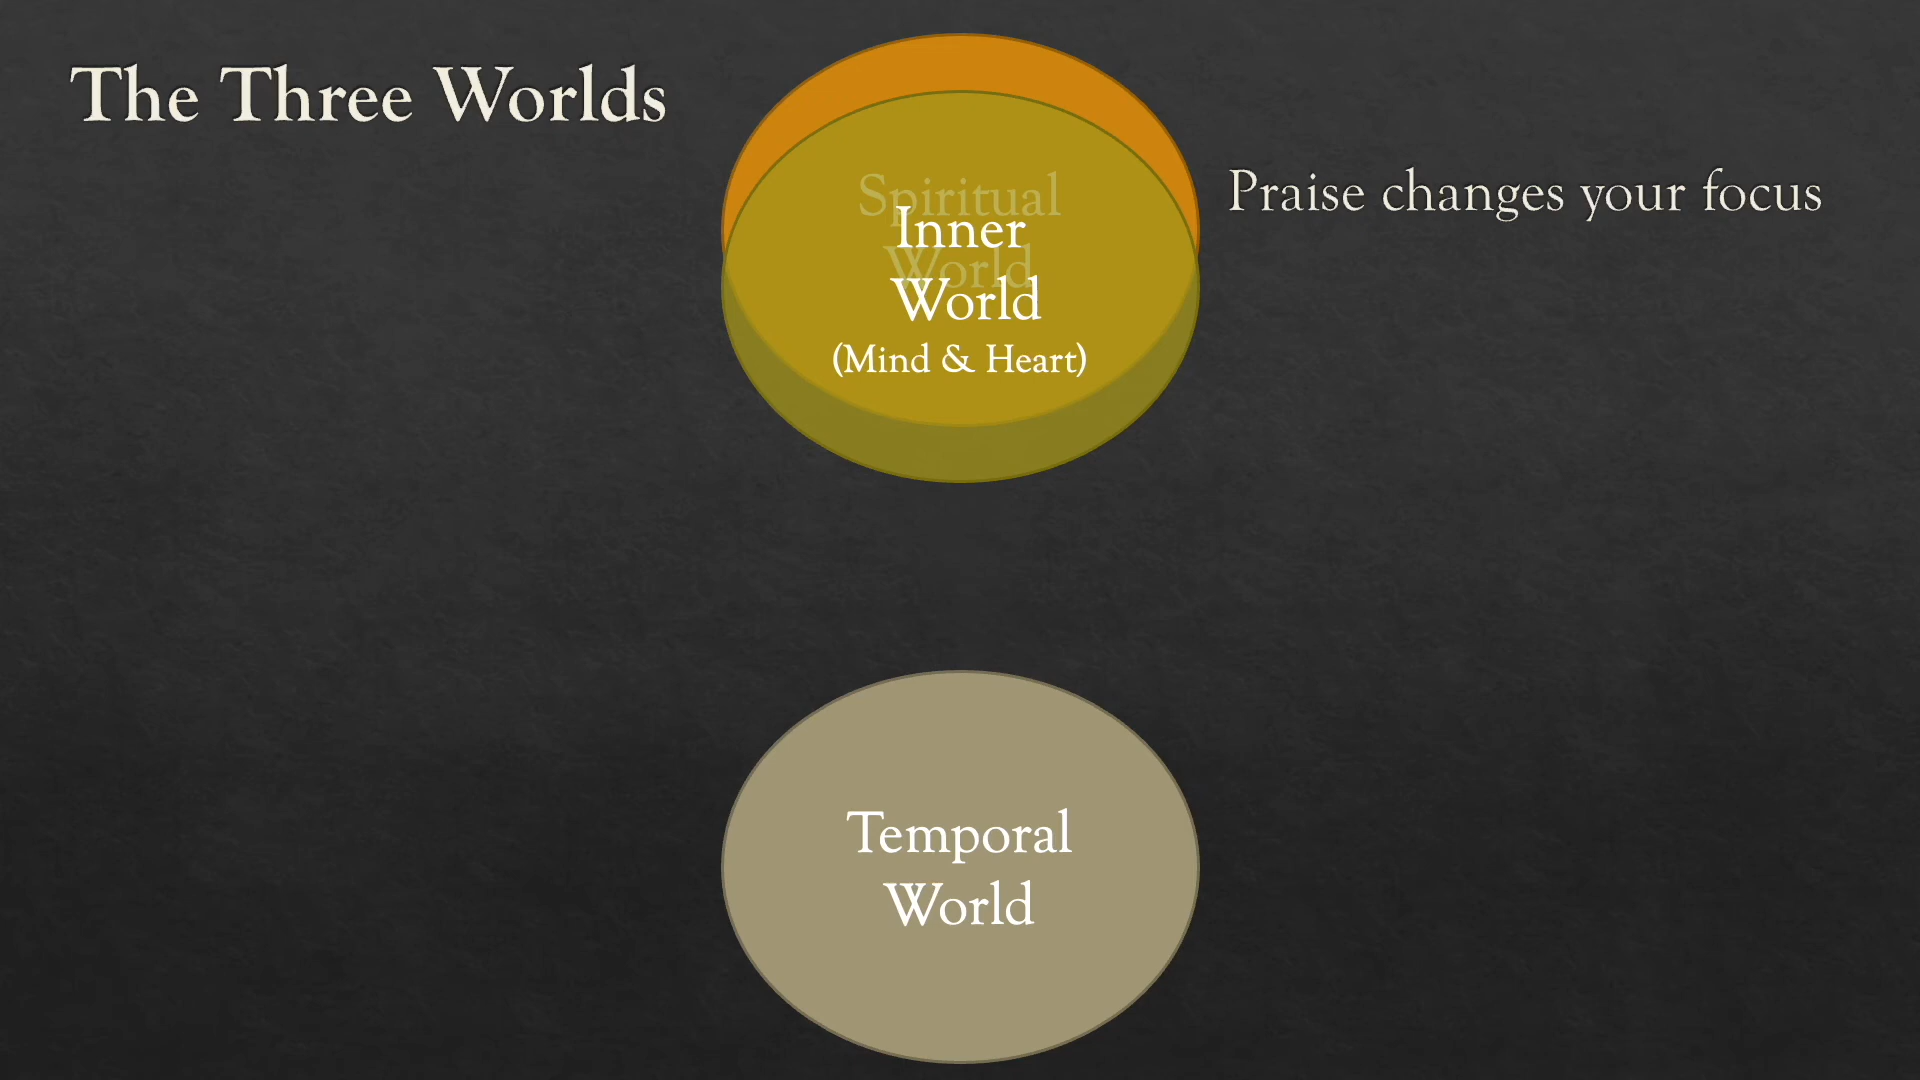 The Three Worlds
Spiritual
World
Inner
World
(Mind & Heart)
Praise changes your focus
Temporal
World